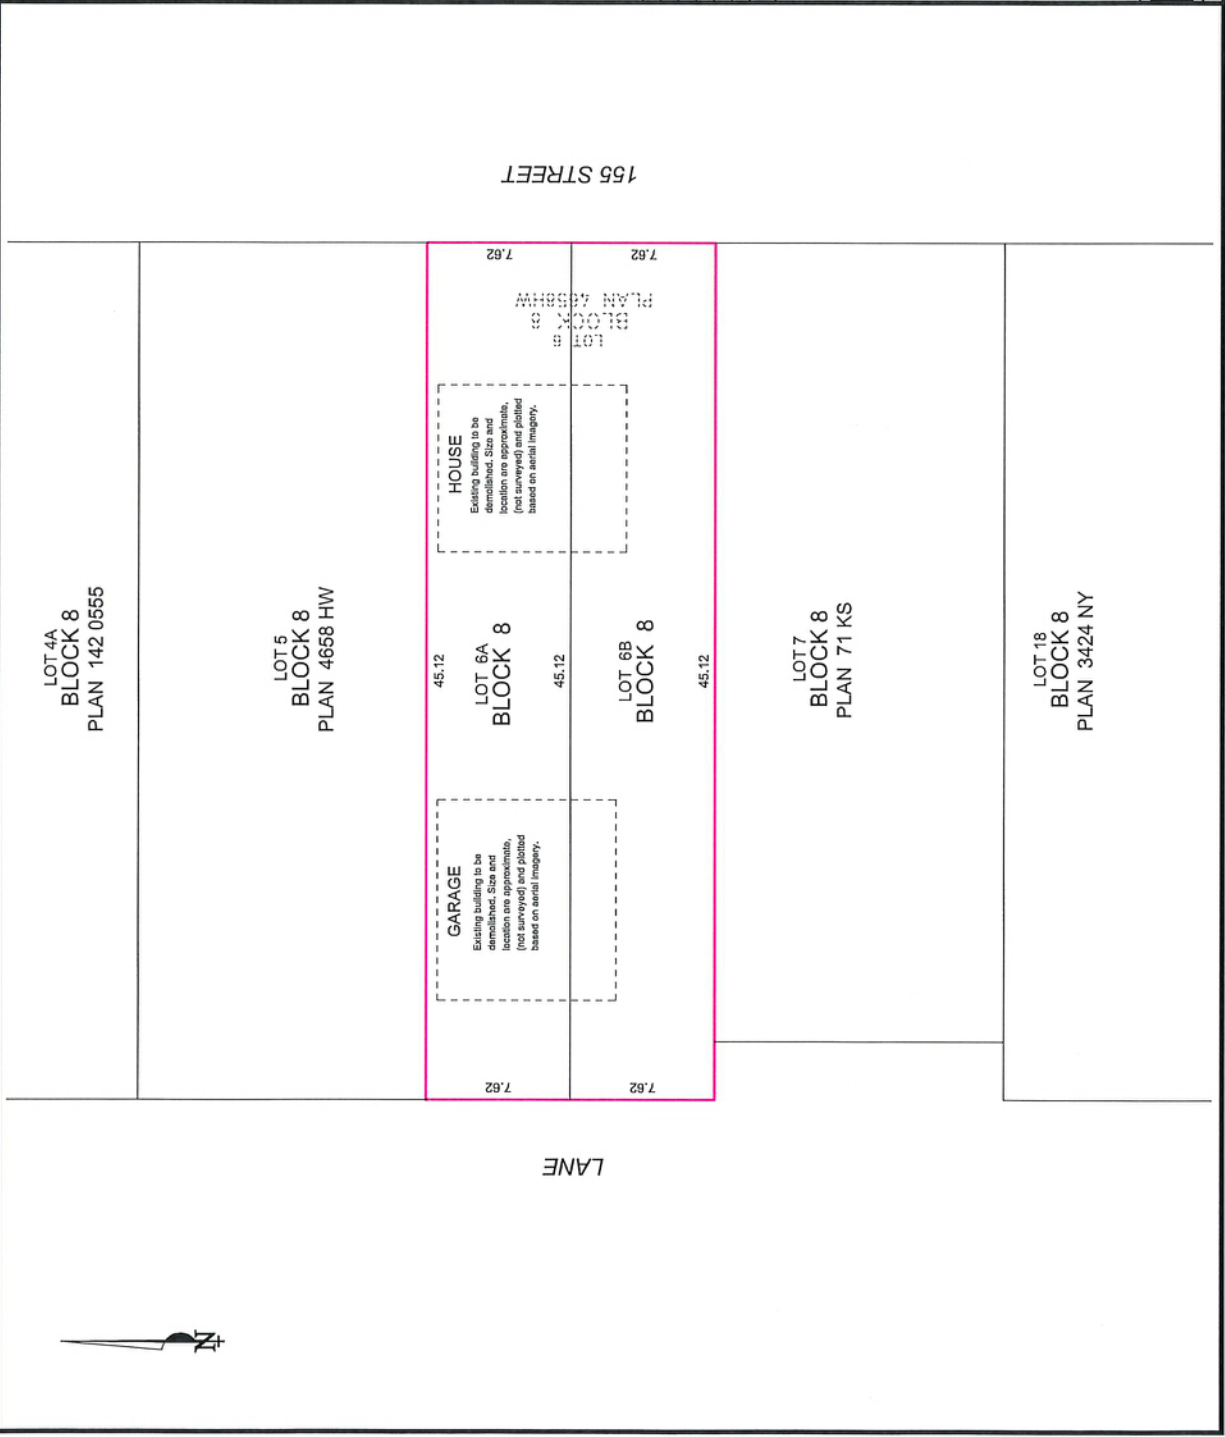 155 STREET
7.62
7.62
PLAN 4658HW
BLOCK 8
LOT 6
LOT 4A
BLOCK 8
PLAN 142 0555
LOT 5
BLOCK 8
PLAN 4658 HW
HOUSE
Existing building to be
demolished. Size and
location are approximate,
(not surveyed) and plotted
based on aerial imagery.
45.12
LOT 6A
BLOCK 8
45.12
LOT 6B
BLOCK 8
45.12
GARAGE
Existing building to be
demolished. Size and
location are approximate,
(not surveyed) and plotted
based on aerial imagery.
LOT 7
BLOCK 8
PLAN 71 KS
LOT 18
BLOCK 8
PLAN 3424 NY
7.62
7.62
LANE
N